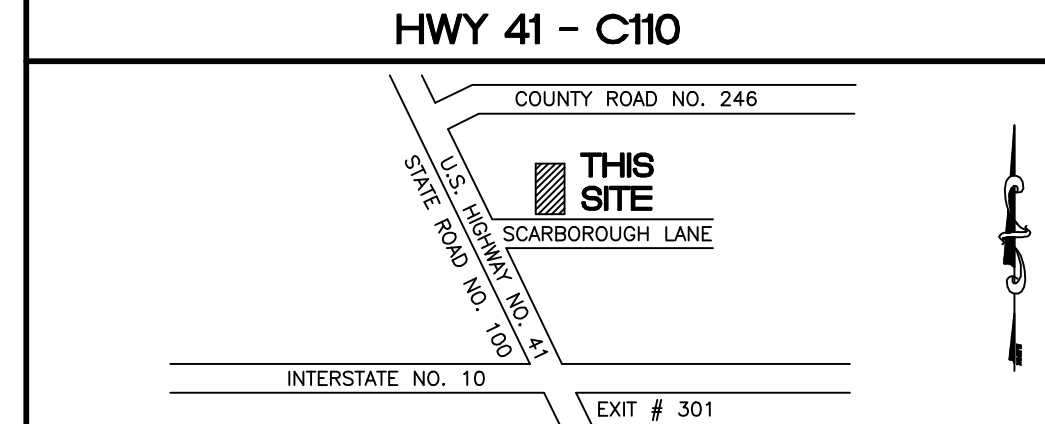 HWY 41 - C110
COUNTY ROAD NO. 246
THIS
SITE
U.S. HIGHWAY NO. 41
STATE ROAD NO. 100
SCARBOROUGH LANE
INTERSTATE NO. 10
EXIT # 301